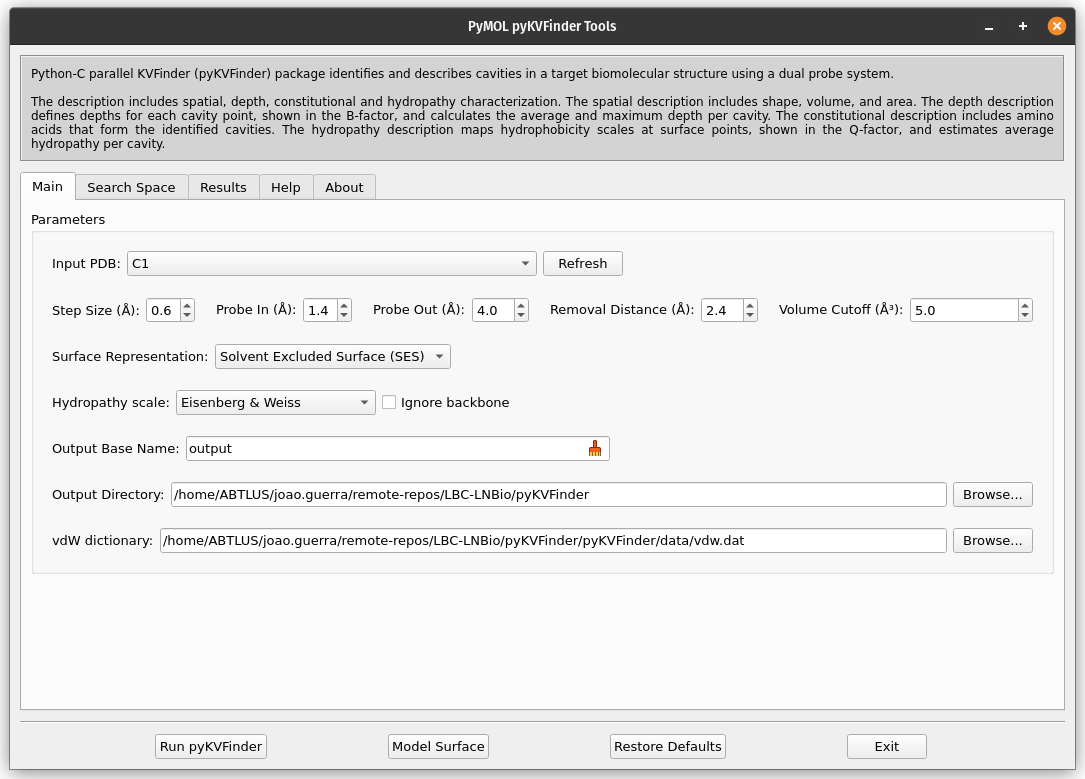 PyMOL pyKVFinder Tools
Python-C parallel KVFinder (pyKVFinder) package identifies and describes cavities in a target biomolecular structure using a dual probe system.
The description includes spatial, depth, constitutional and hydropathy characterization. The spatial description includes shape, volume, and area. The depth description
defines depths for each cavity point, shown in the B-factor, and calculates the average and maximum depth per cavity. The constitutional description includes amino
acids that form the identified cavities. The hydropathy description maps hydrophobicity scales at surface points, shown in the Q-factor, and estimates average
hydropathy per cavity.
Main Search Space Results Help About
Parameters
Input PDB: C1 Refresh
Step Size (Å): 0.6 Probe In (Å): 1.4 Probe Out (Å): 4.0 Removal Distance (Å): 2.4 Volume Cutoff (Å³): 5.0
Surface Representation: Solvent Excluded Surface (SES)
Hydropathy scale: Eisenberg & Weiss Ignore backbone
Output Base Name: output
Output Directory: /home/ABTLUS/joao.guerra/remote-repos/LBC-LNBio/pyKVFinder Browse...
vdW dictionary: /home/ABTLUS/joao.guerra/remote-repos/LBC-LNBio/pyKVFinder/pyKVFinder/data/vdw.dat Browse...
Run pyKVFinder Model Surface Restore Defaults Exit